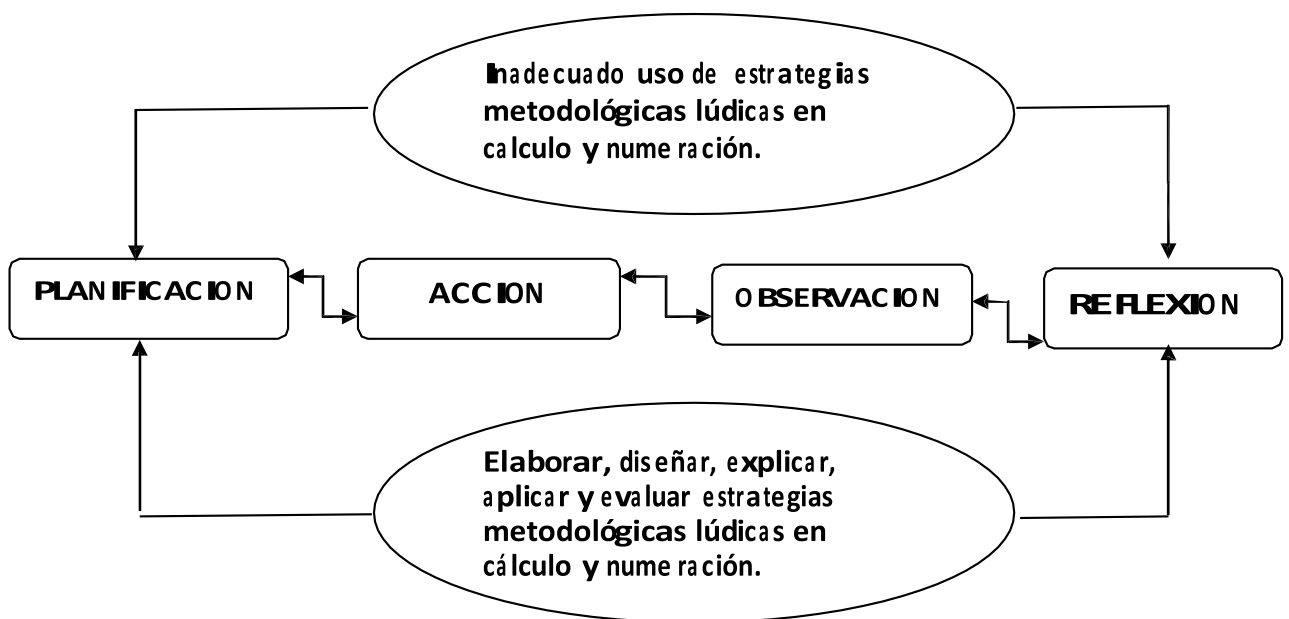 Inadecuado uso de estrategias
metodológicas lúdicas en
calculo y numeración.
PLANIFICACION
ACCION
OBSERVACION
REFLEXION
Elaborar, diseñar, explicar,
aplicar y evaluar estrategias
metodológicas lúdicas en
cálculo y numeración.